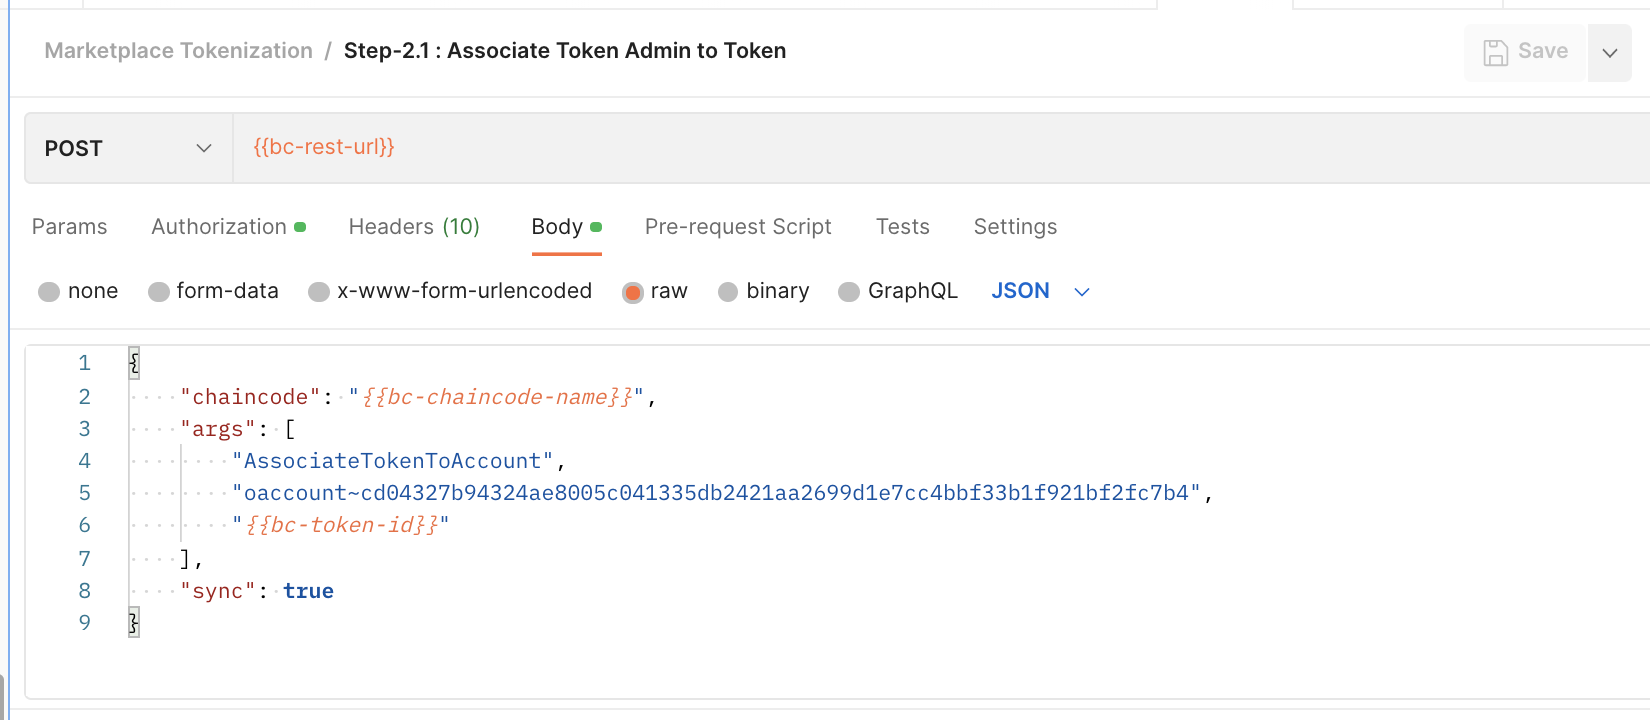 Marketplace Tokenization / Step-2.1 : Associate Token Admin to Token
Save
POST
{{bc-rest-url}}
Params Authorization Headers (10) Body Pre-request Script Tests Settings
none form-data x-www-form-urlencoded raw binary GraphQL JSON
1 {
2 "chaincode": "{{bc-chaincode-name}}",
3 "args": [
4 "AssociateTokenToAccount",
5 "oaccount~cd04327b94324ae8005c041335db2421aa2699d1e7cc4bbf33b1f921bf2fc7b4",
6 "{{bc-token-id}}"
7 ],
8 "sync": true
9 }